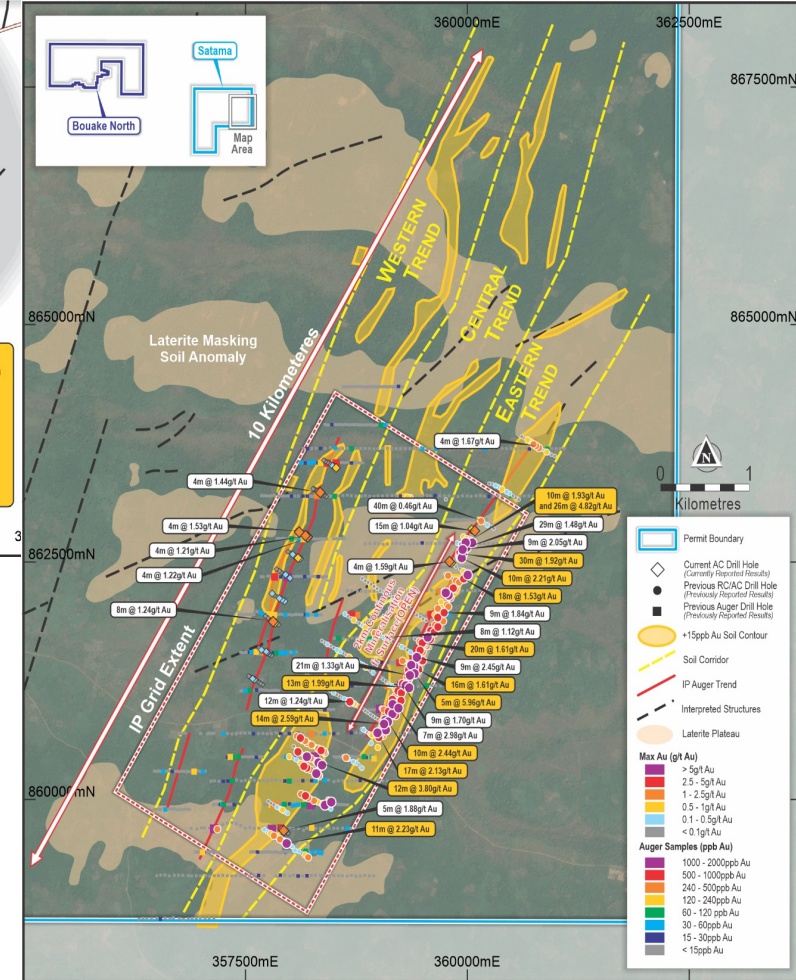 360000mE
362500mE
867500mN
Satama
Bouake North
Map
Area
WESTERN
TREND
CENTRAL
TREND
EASTERN
TREND
865000mN
865000mN
Laterite Masking
Soil Anomaly
10 Kilometeres
N
0
1
Kilometres
4m @ 1.67g/t Au
4m @ 1.44g/t Au
40m @ 0.46g/t Au
10m @ 1.93g/t Au
and 26m @ 4.82g/t Au
4m @ 1.53g/t Au
15m @ 1.04g/t Au
29m @ 1.48g/t Au
9m @ 2.05g/t Au
4m @ 1.21g/t Au
862500mN
30m @ 1.92g/t Au
4m @ 1.59g/t Au
4m @ 1.22g/t Au
10m @ 2.21g/t Au
18m @ 1.53g/t Au
8m @ 1.24g/t Au
9m @ 1.84g/t Au
2km Continous
Mineralisation
& Surface OPEN
8m @ 1.12g/t Au
20m @ 1.61g/t Au
21m @ 1.33g/t Au
9m @ 2.45g/t Au
13m @ 1.99g/t Au
16m @ 1.61g/t Au
12m @ 1.24g/t Au
5m @ 5.96g/t Au
14m @ 2.59g/t Au
9m @ 1.70g/t Au
7m @ 2.98g/t Au
IP Grid Extent
10m @ 2.44g/t Au
17m @ 2.13g/t Au
12m @ 3.80g/t Au
860000mN
5m @ 1.88g/t Au
11m @ 2.23g/t Au
357500mE
360000mE
3
Permit Boundary
Current AC Drill Hole
(Currently Reported Results)
Previous RC/AC Drill Hole
(Previously Reported Results)
Previous Auger Drill Hole
(Previously Reported Results)
+15ppb Au Soil Contour
Soil Corridor
IP Auger Trend
Interpreted Structures
Laterite Plateau
Max Au (g/t Au)
> 5g/t Au
2.5 - 5g/t Au
1 - 2.5g/t Au
0.5 - 1g/t Au
0.1 - 0.5g/t Au
< 0.1g/t Au
Auger Samples (ppb Au)
1000 - 2000ppb Au
500 - 1000ppb Au
240 - 500ppb Au
120 - 240ppb Au
60 - 120 ppb Au
30 - 60ppb Au
15 - 30ppb Au
< 15ppb Au